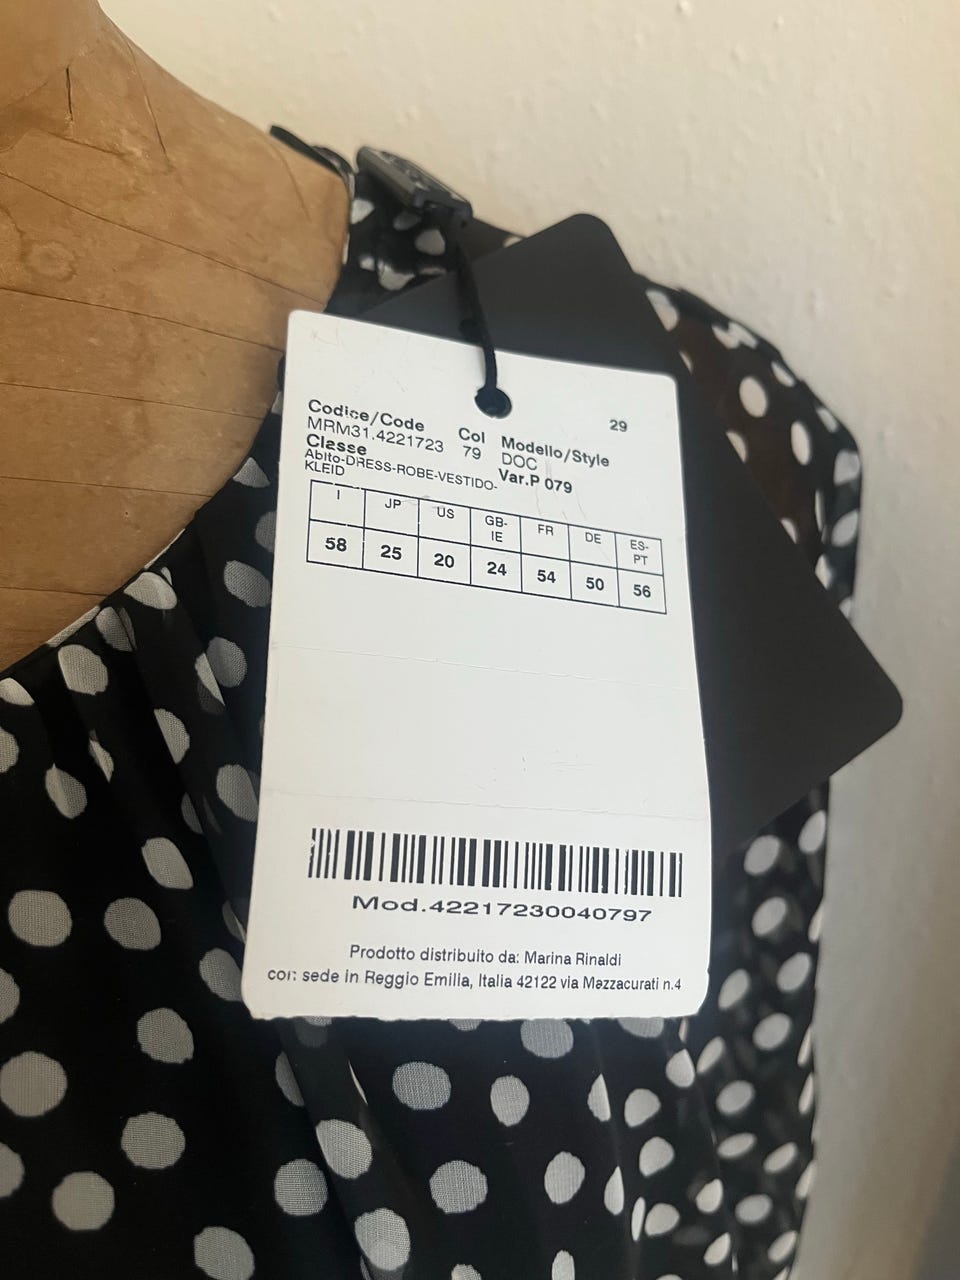 29
Codice/Code Col Modello/Style
MRM31.4221723 79 DOC
Classe Var.P 079
Abito-DRESS-ROBE-VESTIDO-
KLEID
I JP US GB-IE FR DE ES-PT
58 25 20 24 54 50 56
Mod.42217230040797
Prodotto distribuito da: Marina Rinaldi
con sede in Reggio Emilia, Italia 42122 via Mazzacurati n.4